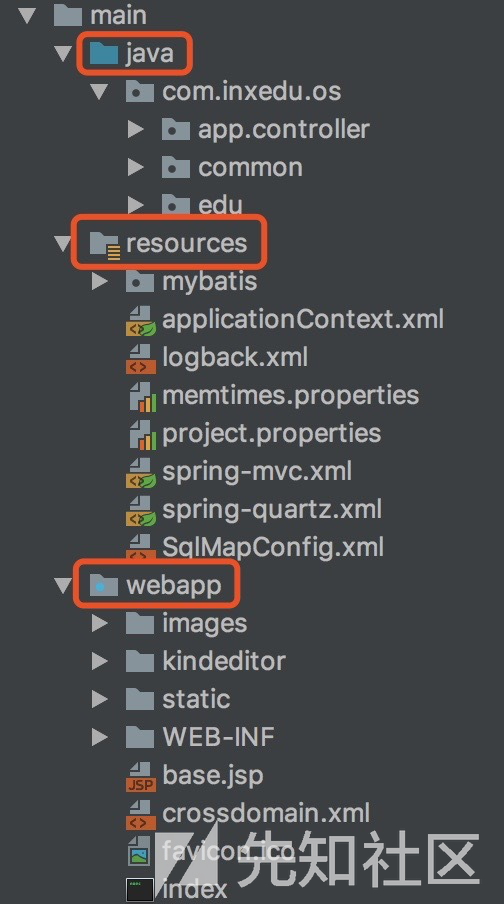 main
java
com.inxedu.os
app.controller
common
edu
resources
mybatis
applicationContext.xml
logback.xml
memtimes.properties
project.properties
spring-mvc.xml
spring-quartz.xml
SqlMapConfig.xml
webapp
images
kindeditor
static
WEB-INF
base.jsp
crossdomain.xml
favicon.ico
先知社区
index